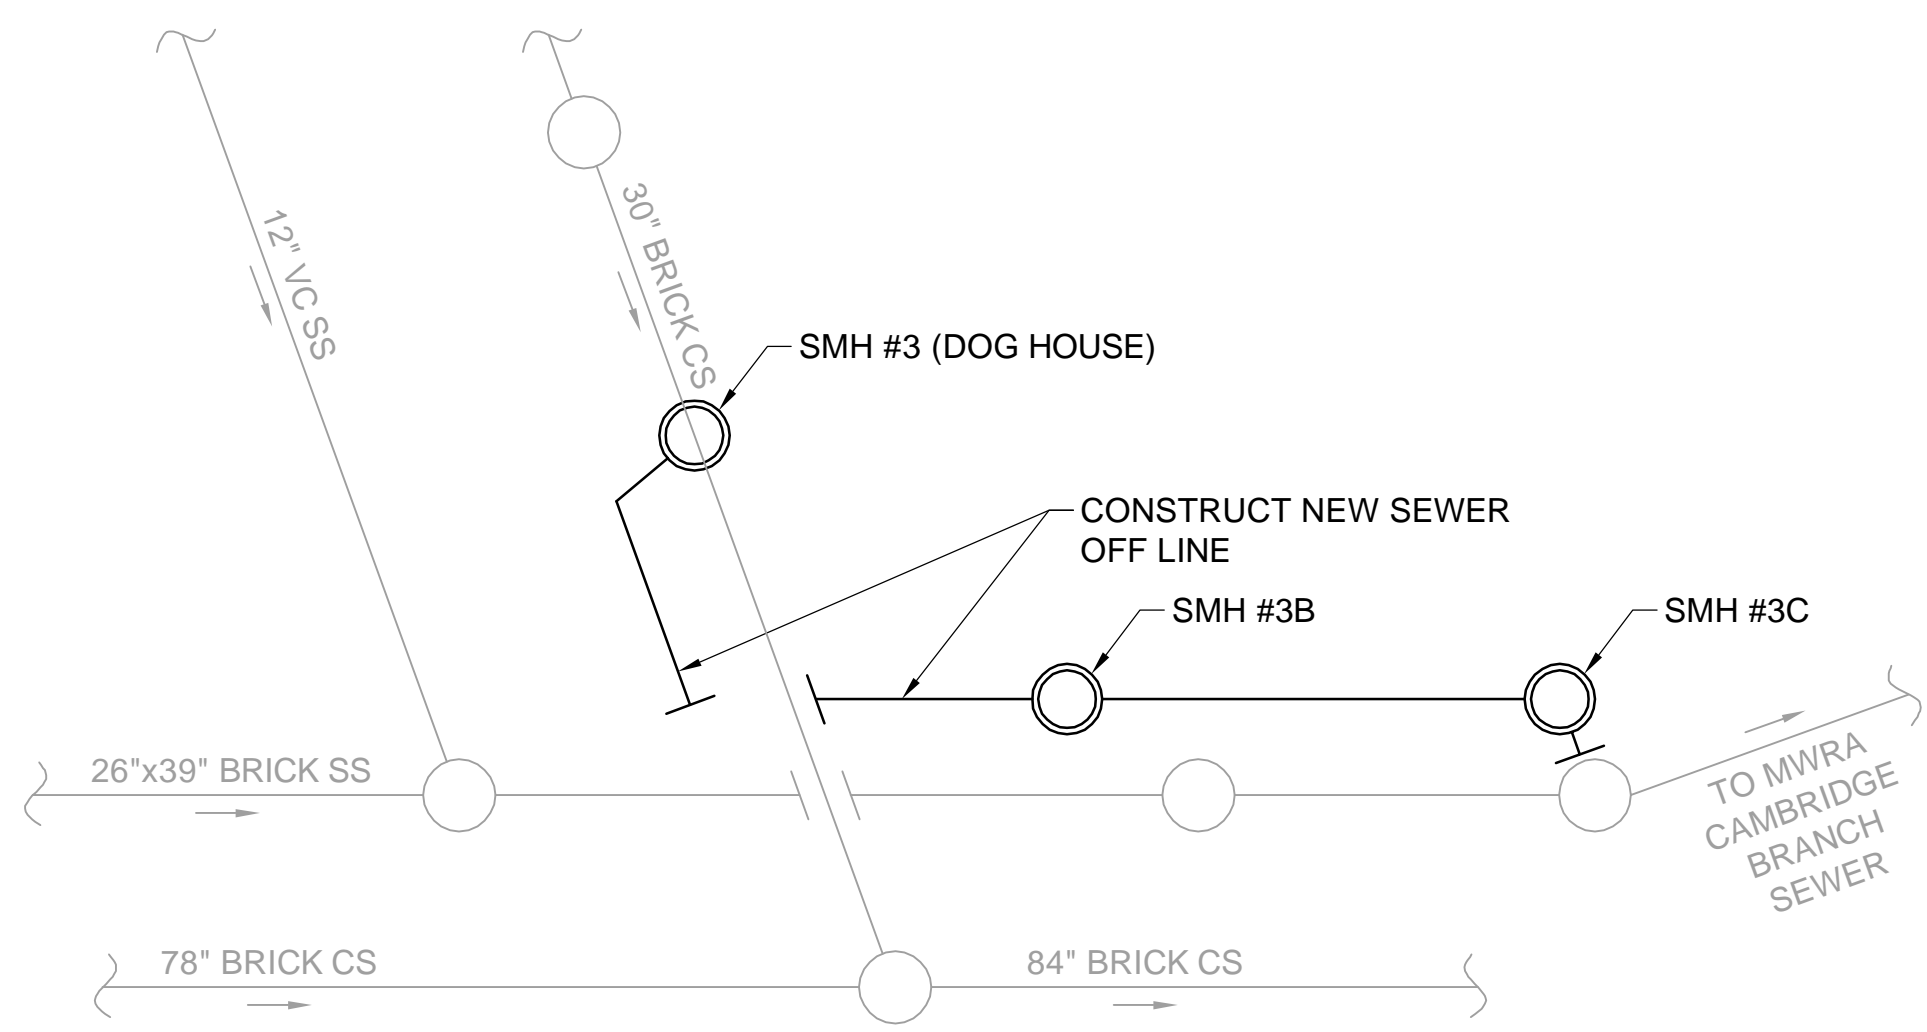 12" VC SS
30" BRICK CS
SMH #3 (DOG HOUSE)
CONSTRUCT NEW SEWER
OFF LINE
SMH #3B
SMH #3C
26"x39" BRICK SS
TO MWRA
CAMBRIDGE
BRANCH
SEWER
78" BRICK CS
84" BRICK CS